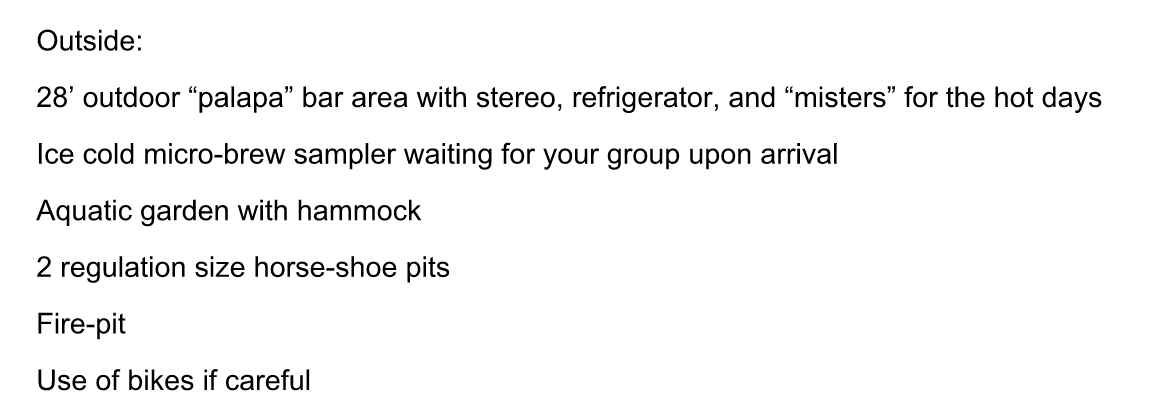 Outside:
28’ outdoor “palapa” bar area with stereo, refrigerator, and “misters” for the hot days
Ice cold micro-brew sampler waiting for your group upon arrival
Aquatic garden with hammock
2 regulation size horse-shoe pits
Fire-pit
Use of bikes if careful